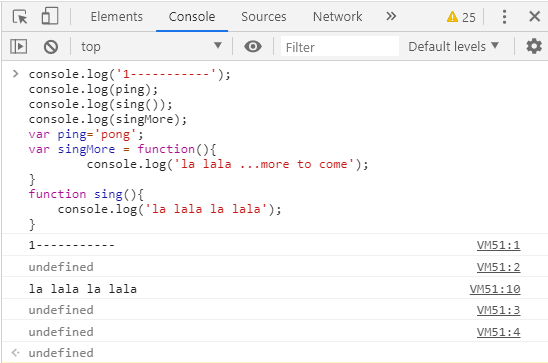 Elements Console Sources Network » 25
top Filter Default levels
> console.log('1-----------');
console.log(ping);
console.log(sing());
console.log(singMore);
var ping='pong';
var singMore = function(){
        console.log('la lala ...more to come');
}
function sing(){
    console.log('la lala la lala');
}
1----------- VM51:1
undefined VM51:2
la lala la lala VM51:10
undefined VM51:3
undefined VM51:4
undefined